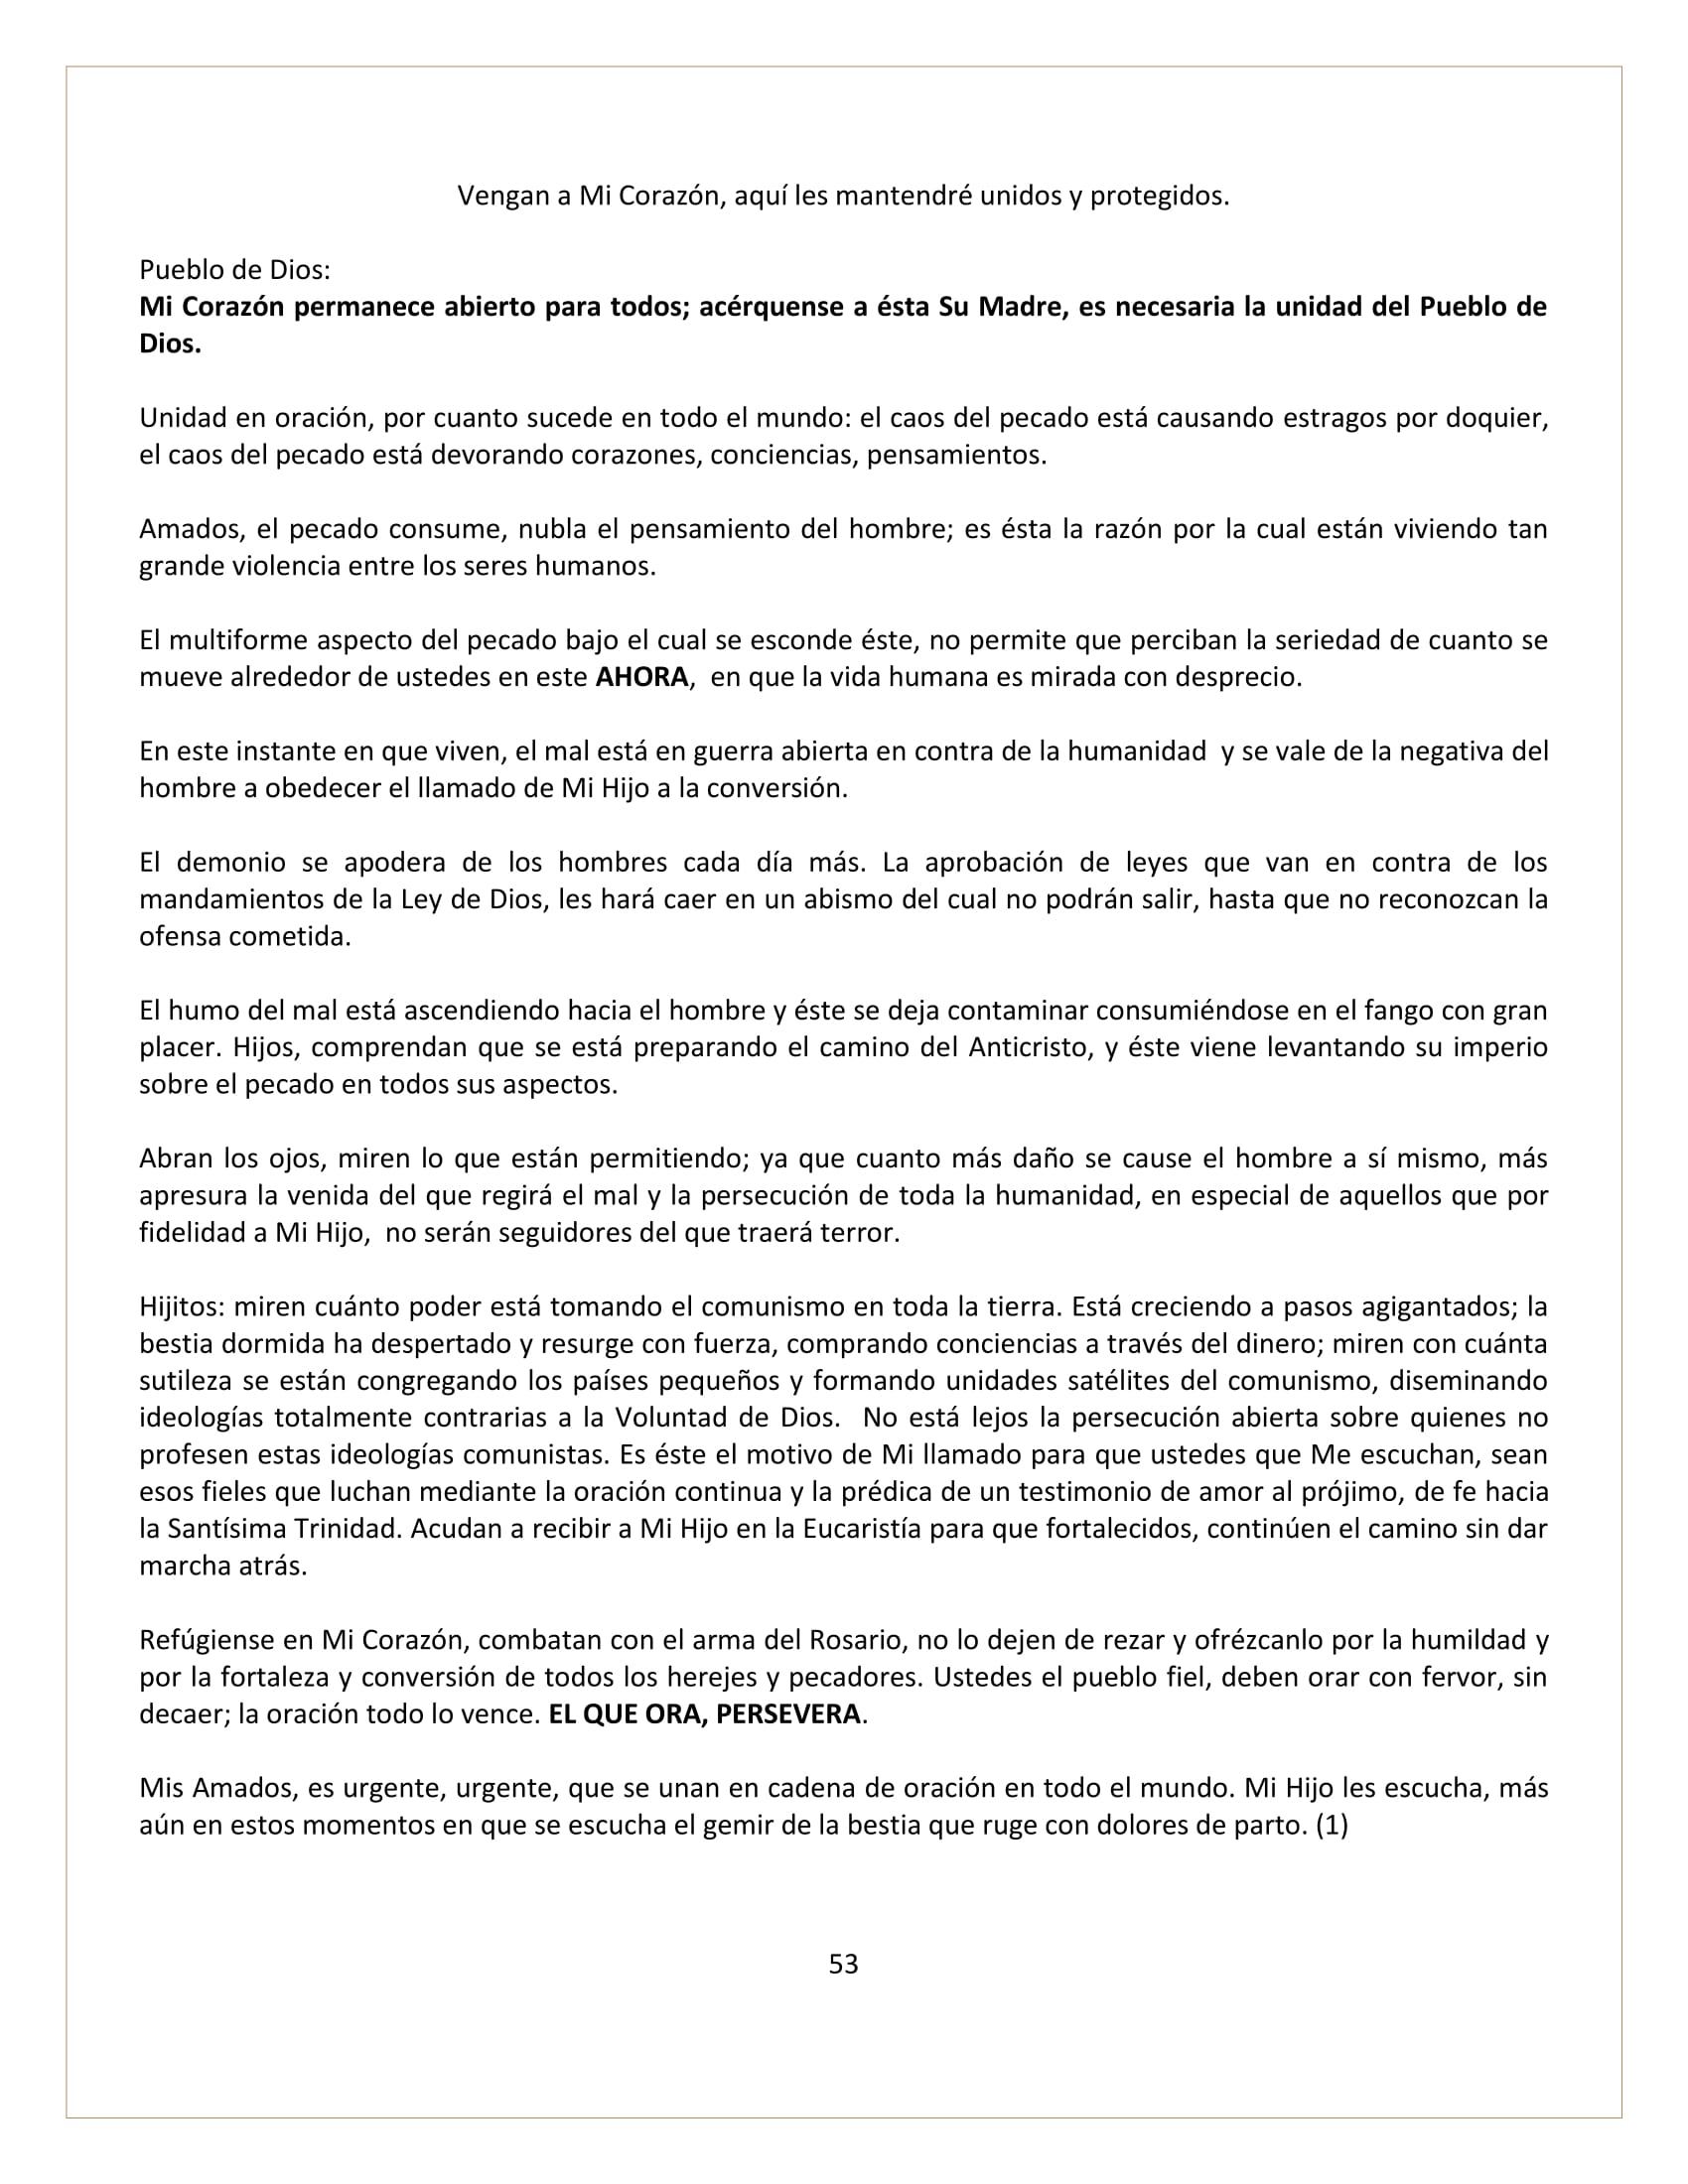 Vengan a Mi Corazón, aquí les mantendré unidos y protegidos.
Pueblo de Dios:
Mi Corazón permanece abierto para todos; acérquense a ésta Su Madre, es necesaria la unidad del Pueblo de
Dios.
Unidad en oración, por cuanto sucede en todo el mundo: el caos del pecado está causando estragos por doquier,
el caos del pecado está devorando corazones, conciencias, pensamientos.
Amados, el pecado consume, nubla el pensamiento del hombre; es ésta la razón por la cual están viviendo tan
grande violencia entre los seres humanos.
El multiforme aspecto del pecado bajo el cual se esconde éste, no permite que perciban la seriedad de cuanto se
mueve alrededor de ustedes en este AHORA,  en que la vida humana es mirada con desprecio.
En este instante en que viven, el mal está en guerra abierta en contra de la humanidad  y se vale de la negativa del
hombre a obedecer el llamado de Mi Hijo a la conversión.
El demonio se apodera de los hombres cada día más. La aprobación de leyes que van en contra de los
mandamientos de la Ley de Dios, les hará caer en un abismo del cual no podrán salir, hasta que no reconozcan la
ofensa cometida.
El humo del mal está ascendiendo hacia el hombre y éste se deja contaminar consumiéndose en el fango con gran
placer. Hijos, comprendan que se está preparando el camino del Anticristo, y éste viene levantando su imperio
sobre el pecado en todos sus aspectos.
Abran los ojos, miren lo que están permitiendo; ya que cuanto más daño se cause el hombre a sí mismo, más
apresura la venida del que regirá el mal y la persecución de toda la humanidad, en especial de aquellos que por
fidelidad a Mi Hijo,  no serán seguidores del que traerá terror.
Hijitos: miren cuánto poder está tomando el comunismo en toda la tierra. Está creciendo a pasos agigantados; la
bestia dormida ha despertado y resurge con fuerza, comprando conciencias a través del dinero; miren con cuánta
sutileza se están congregando los países pequeños y formando unidades satélites del comunismo, diseminando
ideologías totalmente contrarias a la Voluntad de Dios.  No está lejos la persecución abierta sobre quienes no
profesen estas ideologías comunistas. Es éste el motivo de Mi llamado para que ustedes que Me escuchan, sean
esos fieles que luchan mediante la oración continua y la prédica de un testimonio de amor al prójimo, de fe hacia
la Santísima Trinidad. Acudan a recibir a Mi Hijo en la Eucaristía para que fortalecidos, continúen el camino sin dar
marcha atrás.
Refúgiense en Mi Corazón, combatan con el arma del Rosario, no lo dejen de rezar y ofrézcanlo por la humildad y
por la fortaleza y conversión de todos los herejes y pecadores. Ustedes el pueblo fiel, deben orar con fervor, sin
decaer; la oración todo lo vence. EL QUE ORA, PERSEVERA.
Mis Amados, es urgente, urgente, que se unan en cadena de oración en todo el mundo. Mi Hijo les escucha, más
aún en estos momentos en que se escucha el gemir de la bestia que ruge con dolores de parto. (1)
53